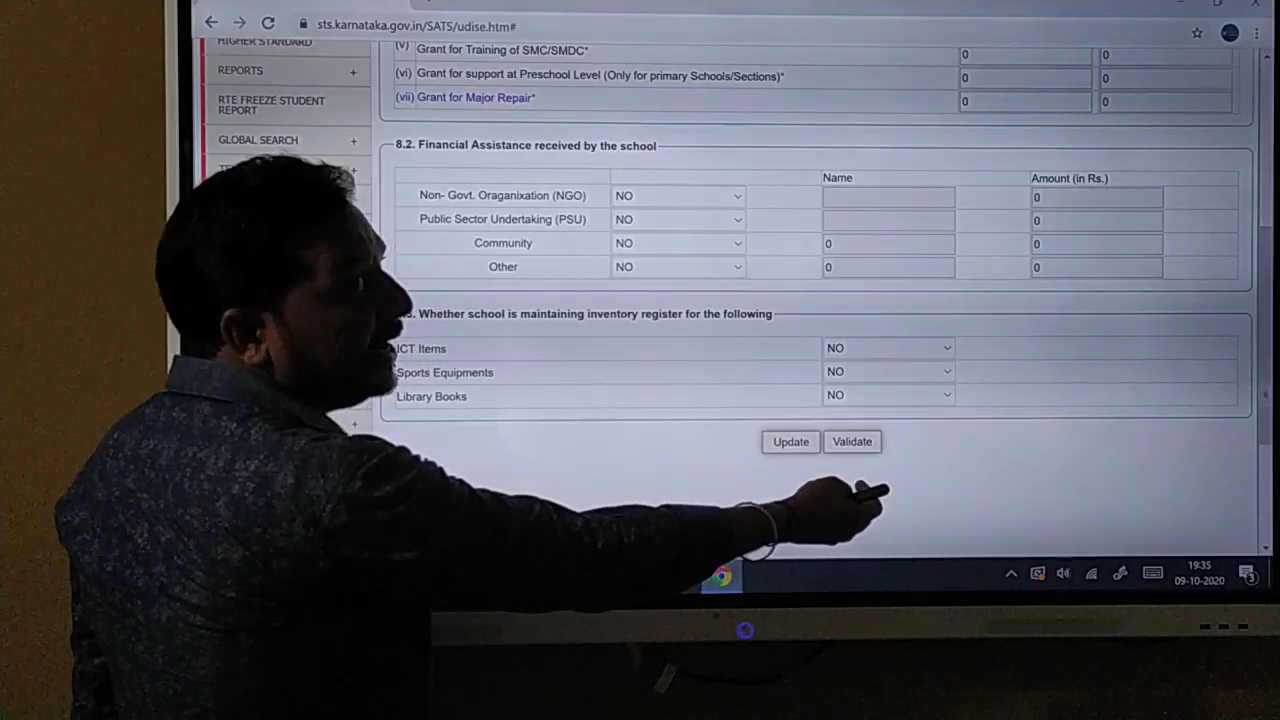 sts.karnataka.gov.in/SATS/udise.htm#
HIGHER STANDARD
REPORTS +
RTE FREEZE STUDENT
REPORT
GLOBAL SEARCH +
+
+
(v) Grant for Training of SMC/SMDC* 0 0
(vi) Grant for support at Preschool Level (Only for primary Schools/Sections)* 0 0
(vii) Grant for Major Repair* 0 0
8.2. Financial Assistance received by the school
Name Amount (in Rs.)
Non- Govt. Oraganixation (NGO) NO 0
Public Sector Undertaking (PSU) NO 0
Community NO 0 0
Other NO 0 0
Whether school is maintaining inventory register for the following
ICT Items NO
Sports Equipments NO
Library Books NO
Update Validate
19:35
09-10-2020
3